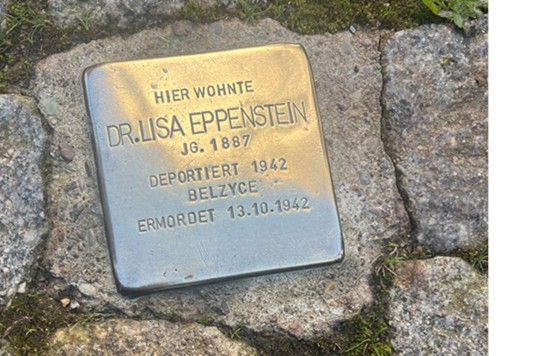 HIER WOHNTE
DR. LISA EPPENSTEIN
JG. 1887
DEPORTIERT 1942
BELZYCE
ERMORDET 13.10.1942